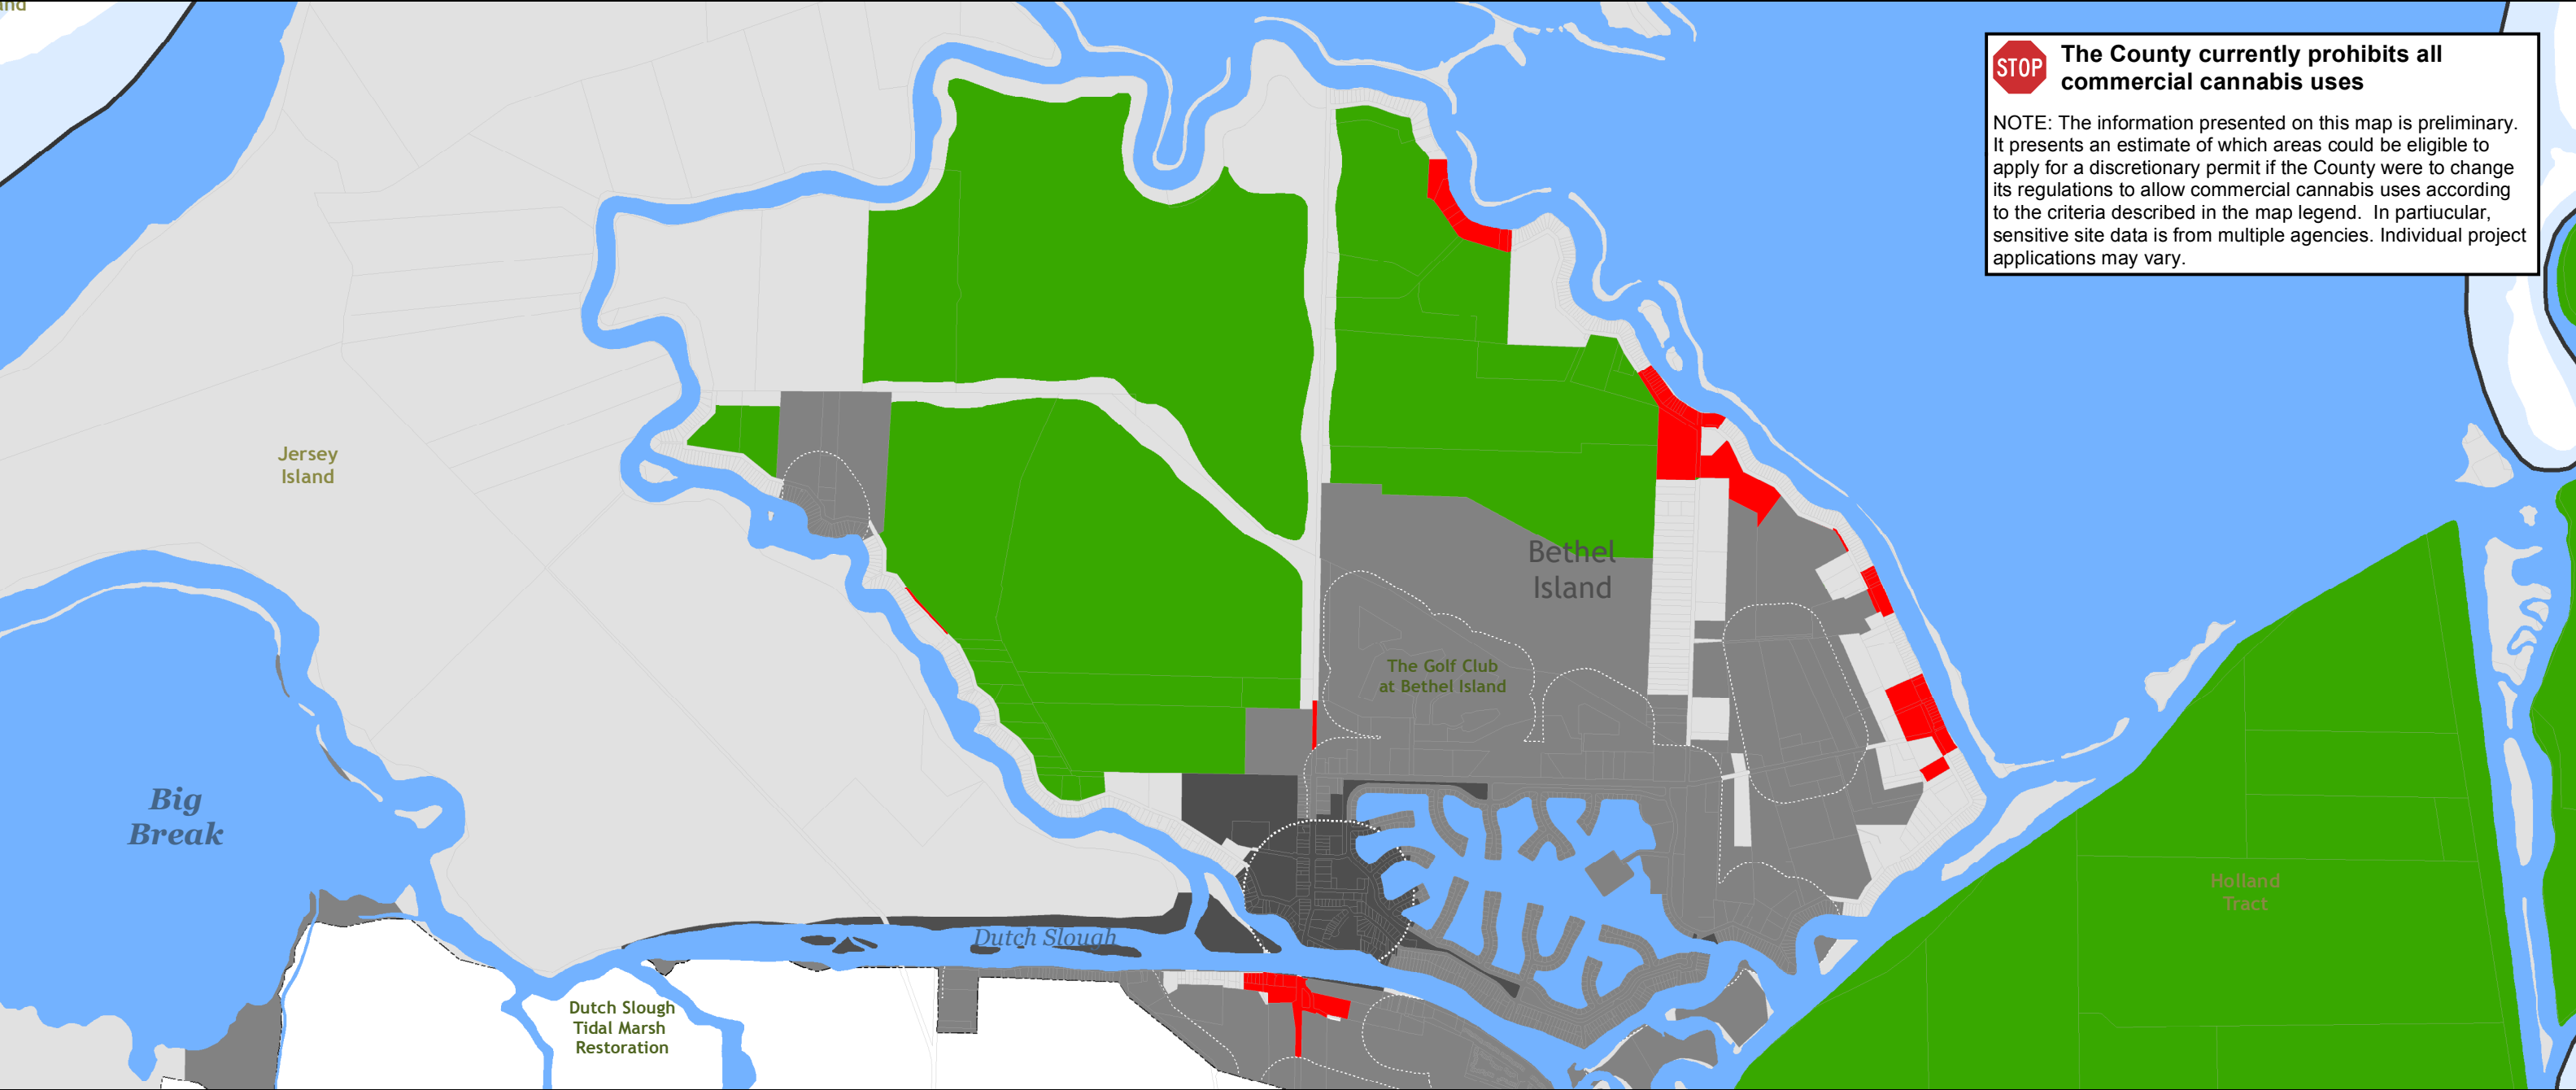 and
STOP
The County currently prohibits all
commercial cannabis uses
NOTE: The information presented on this map is preliminary.
It presents an estimate of which areas could be eligible to
apply for a discretionary permit if the County were to change
its regulations to allow commercial cannabis uses according
to the criteria described in the map legend. In partiucular,
sensitive site data is from multiple agencies. Individual project
applications may vary.
Jersey
Island
Bethel
Island
The Golf Club
at Bethel Island
Big
Break
Holland
Tract
Dutch Slough
Dutch Slough
Tidal Marsh
Restoration